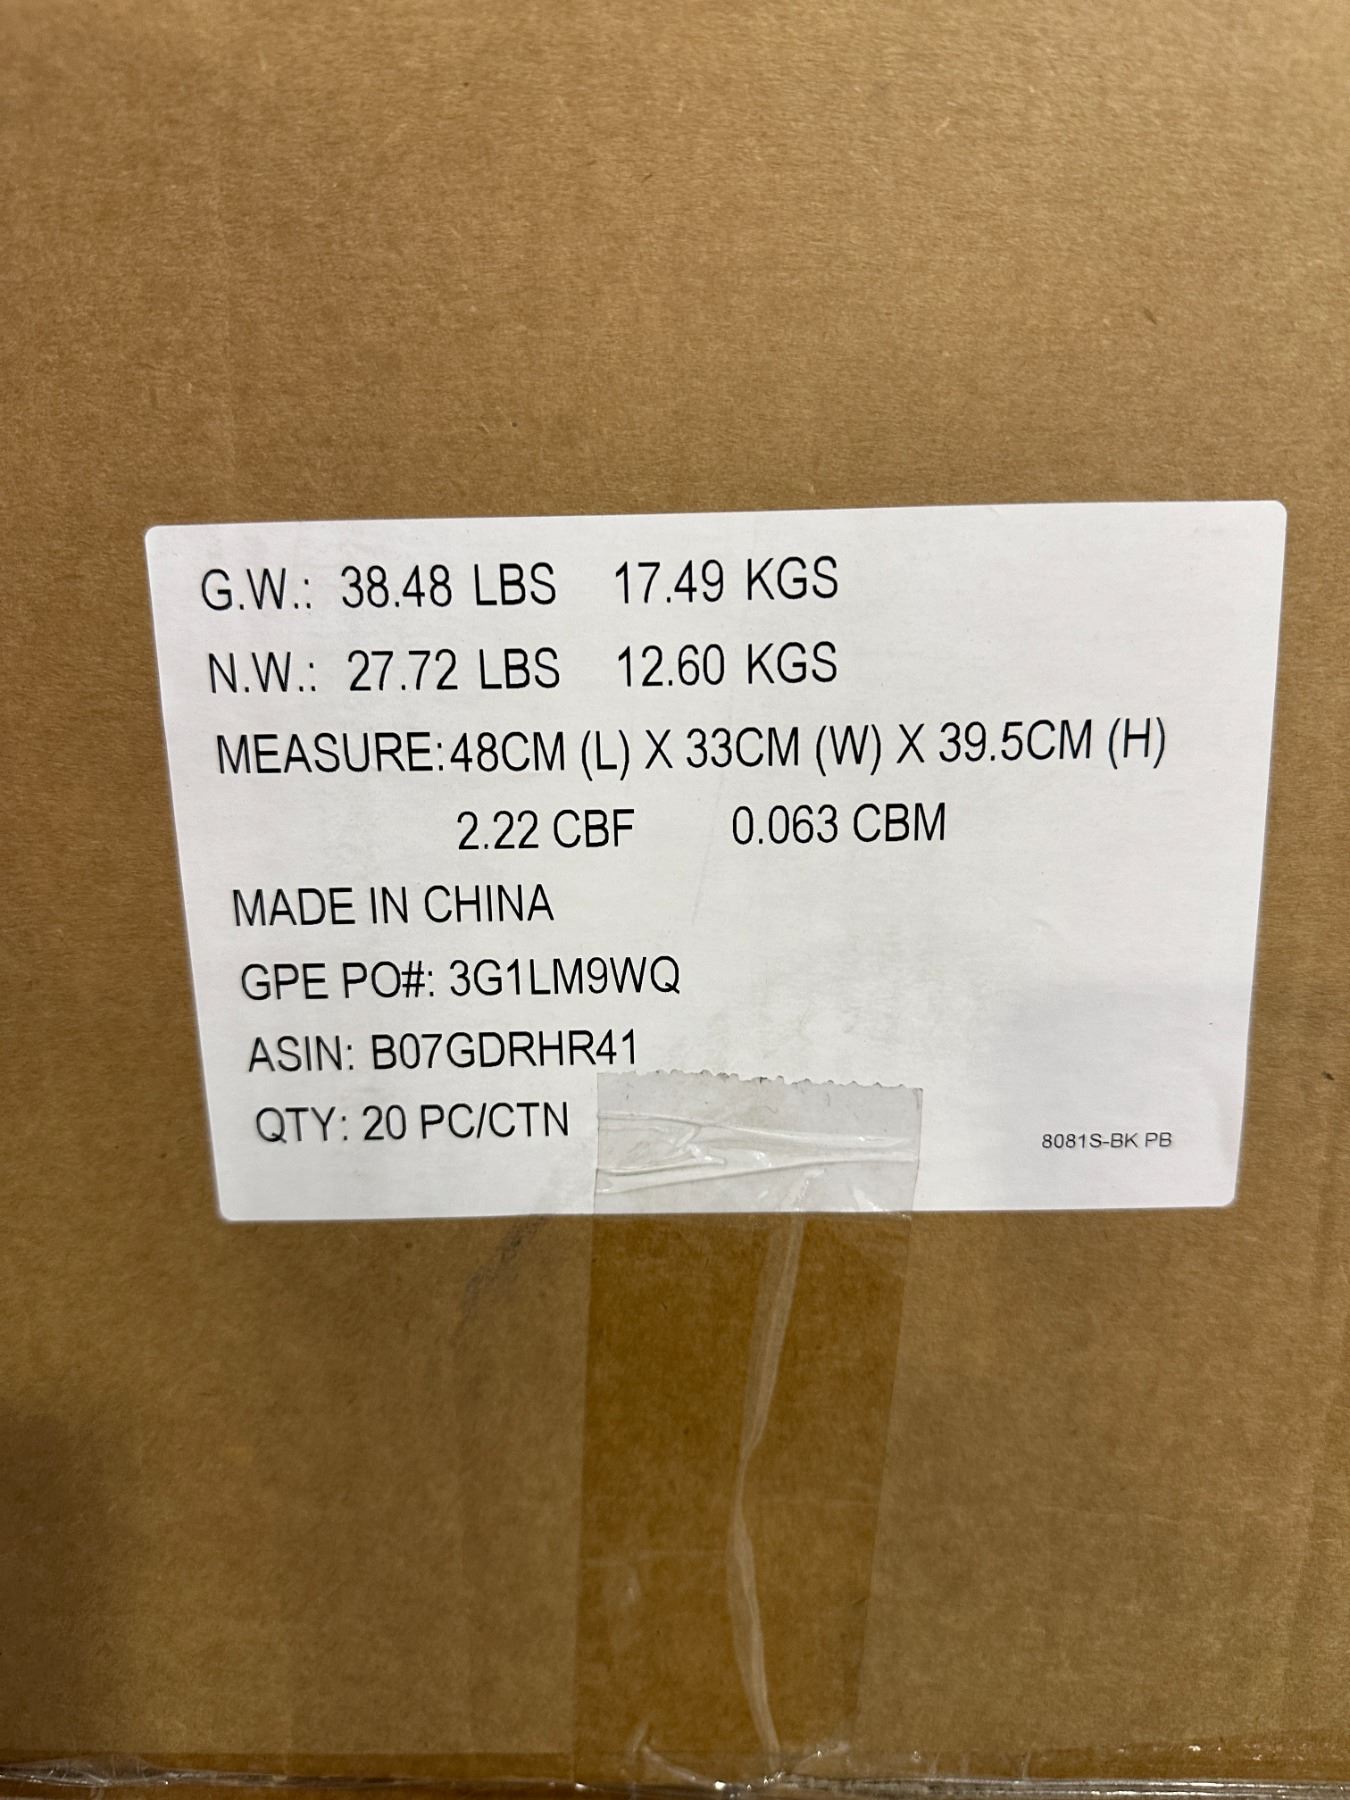 G.W.: 38.48 LBS 17.49 KGS
N.W.: 27.72 LBS 12.60 KGS
MEASURE:48CM (L) X 33CM (W) X 39.5CM (H)
2.22 CBF 0.063 CBM
MADE IN CHINA
GPE PO#: 3G1LM9WQ
ASIN: B07GDRHR41
QTY: 20 PC/CTN
8081S-BK PB